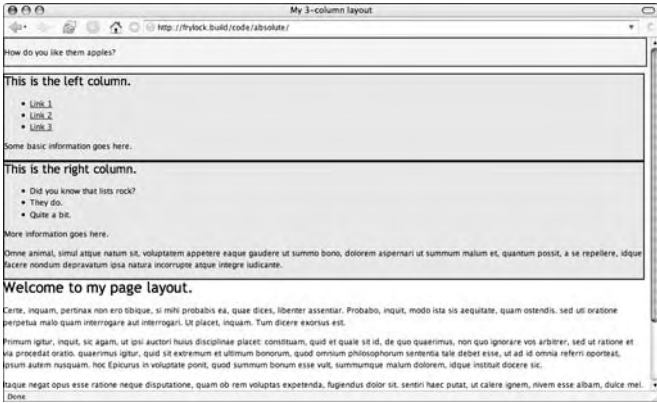 My 3-column layout
http://frylock.build/code/absolute/
How do you like them apples?
This is the left column.
Link 1
Link 2
Link 3
Some basic information goes here.
This is the right column.
Did you know that lists rock?
They do.
Quite a bit.
More information goes here.
Omne animal, simul atque natum sit, voluptatem appetere eaque gaudere ut summo bono, dolorem aspernari ut summum malum et, quantum possit, a se repellere, idque
facere nondum depravatum ipsa natura incorrupte atque integre iudicante.
Welcome to my page layout.
Certe, inquam, pertinax non ero tibique, si mihi probabis ea, quae dices, libenter assentiar. Probabo, inquit, modo ista sis aequitate, quam ostendis. sed uti oratione
perpetua malo quam interrogare aut interrogari. Ut placet, inquam. Tum dicere exorsus est.
Primum igitur, inquit, sic agam, ut ipsi auctori huius disciplinae placet: constituam, quid et quale sit id, de quo quaerimus, non quo ignorare vos arbitrer, sed ut ratione et
via procedat oratio. quaerimus igitur, quid sit extremum et ultimum bonorum, quod omnium philosophorum sententia tale debet esse, ut ad id omnia referri oporteat,
ipsum autem nusquam. hoc Epicurus in voluptate ponit, quod summum bonum esse vult, summumque malum dolorem, idque instituit docere sic.
Itaque negat opus esse ratione neque disputatione, quam ob rem voluptas expetenda, fugiendus dolor sit. sentiri haec putat, ut calere ignem, nivem esse albam, dulce mel.
Done